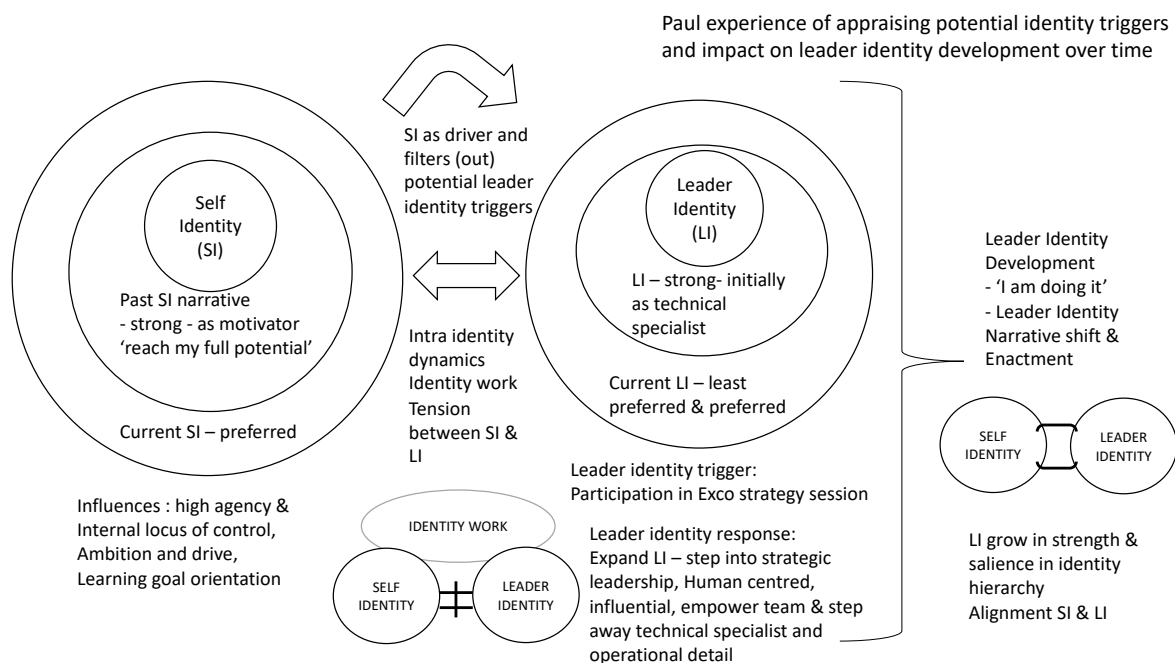 Paul experience of appraising potential identity triggers
and impact on leader identity development over time
Self
Identity
(SI)
Past SI narrative
- strong - as motivator
‘reach my full potential’
Current SI – preferred
Influences : high agency &
Internal locus of control,
Ambition and drive,
Learning goal orientation
SI as driver and
filters (out)
potential leader
identity triggers
Intra identity
dynamics
Identity work
Tension
between SI &
LI
IDENTITY WORK
SELF
IDENTITY
LEADER
IDENTITY
Leader
Identity
(LI)
LI – strong- initially
as technical
specialist
Current LI – least
preferred & preferred
Leader identity trigger:
Participation in Exco strategy session
Leader identity response:
Expand LI – step into strategic
leadership, Human centred,
influential, empower team & step
away technical specialist and
operational detail
Leader Identity
Development
- ‘I am doing it’
- Leader Identity
Narrative shift &
Enactment
SELF
IDENTITY
LEADER
IDENTITY
LI grow in strength &
salience in identity
hierarchy
Alignment SI & LI